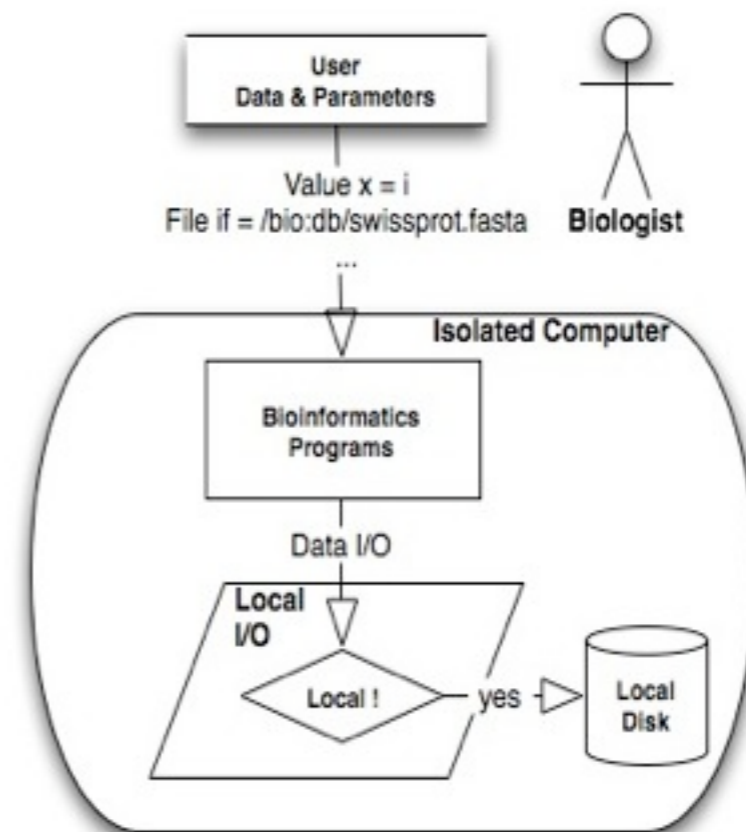 User
Data & Parameters
Value x = i
File if = /bio:db/swissprot.fasta
...
Biologist
Isolated Computer
Bioinformatics
Programs
Data I/O
Local
I/O
Local !
yes
Local
Disk